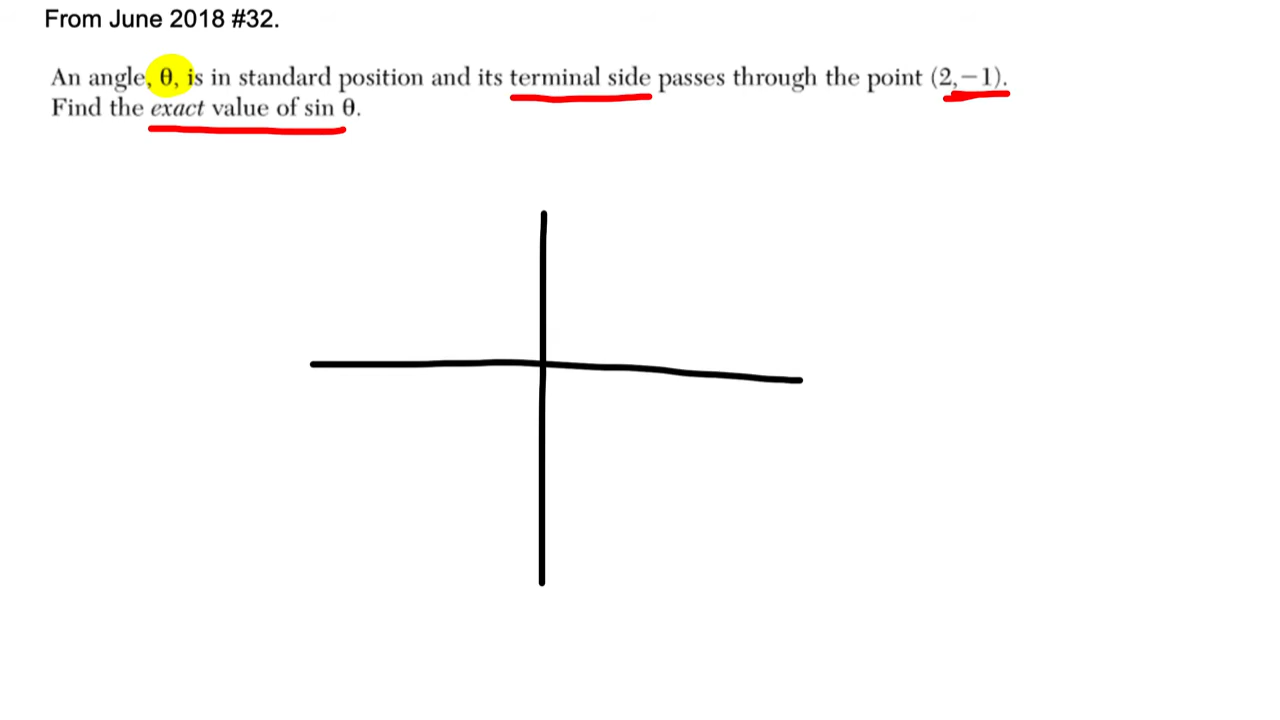 From June 2018 #32.
An angle, θ, is in standard position and its terminal side passes through the point (2,−1).
Find the exact value of sin θ.